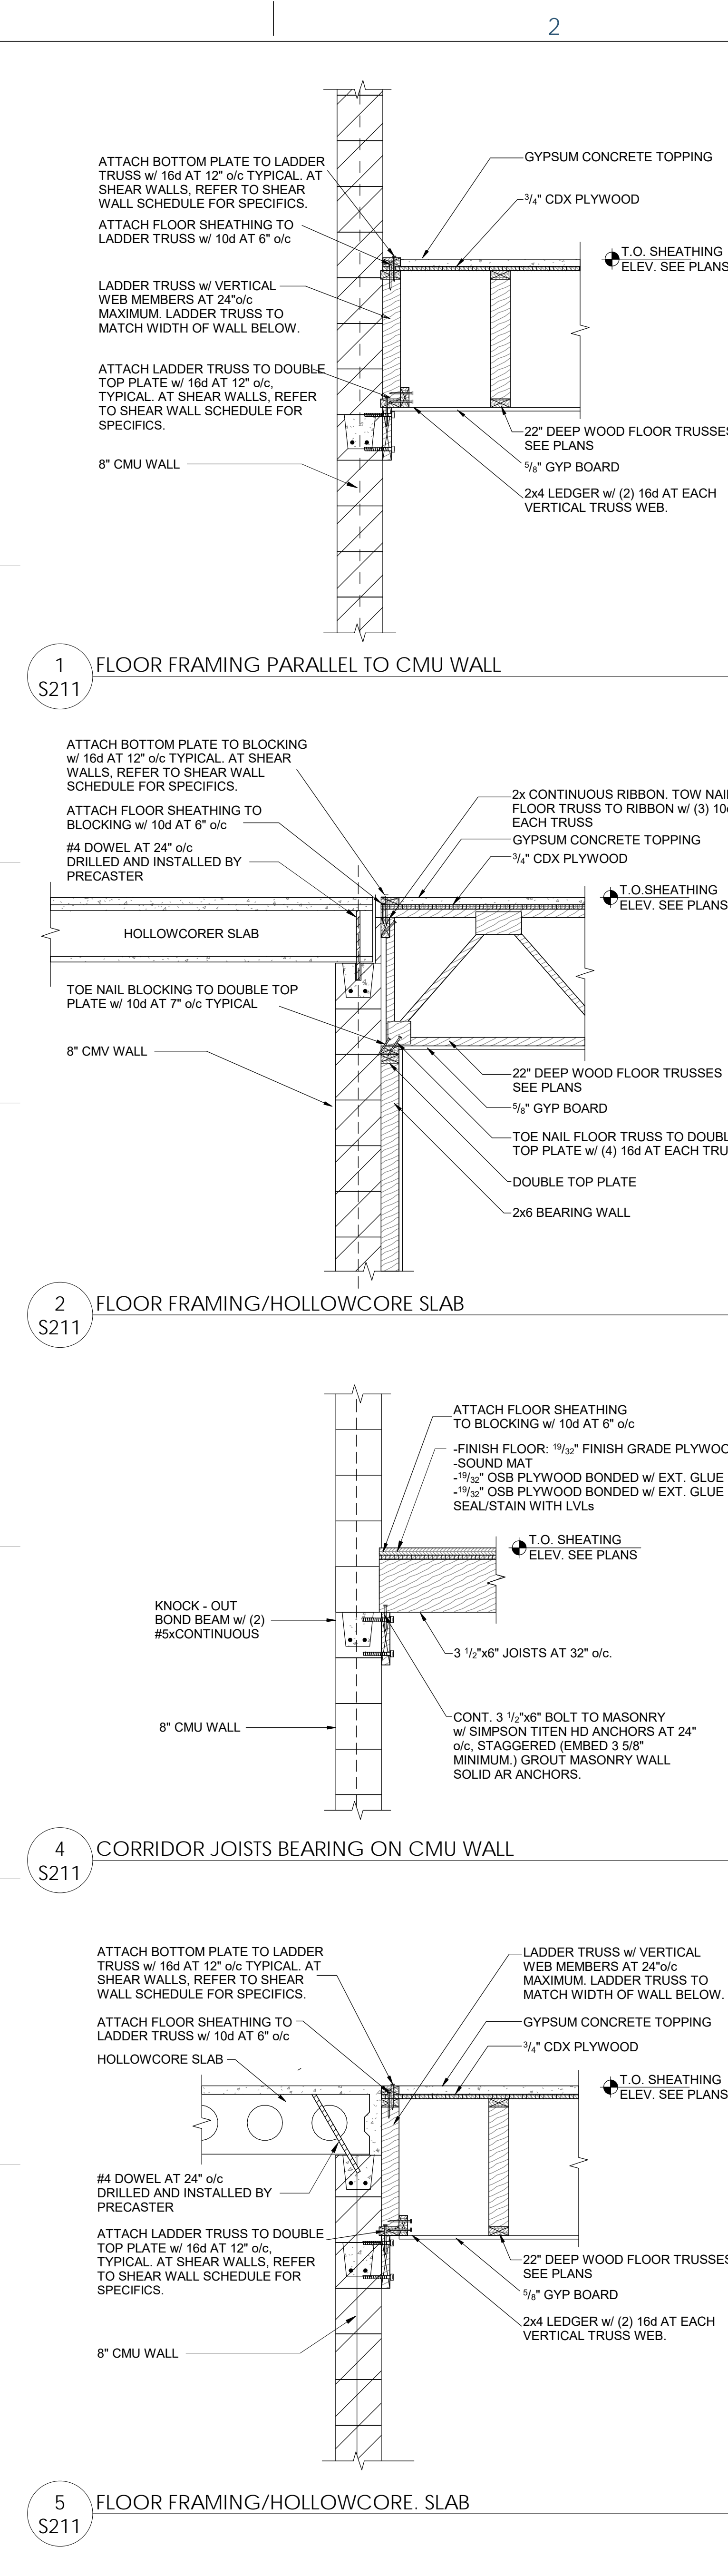 2
ATTACH BOTTOM PLATE TO LADDER
TRUSS w/ 16d AT 12" o/c TYPICAL. AT
SHEAR WALLS, REFER TO SHEAR
WALL SCHEDULE FOR SPECIFICS.
ATTACH FLOOR SHEATHING TO
LADDER TRUSS w/ 10d AT 6" o/c
LADDER TRUSS w/ VERTICAL
WEB MEMBERS AT 24"o/c
MAXIMUM. LADDER TRUSS TO
MATCH WIDTH OF WALL BELOW.
ATTACH LADDER TRUSS TO DOUBLE
TOP PLATE w/ 16d AT 12" o/c,
TYPICAL. AT SHEAR WALLS, REFER
TO SHEAR WALL SCHEDULE FOR
SPECIFICS.
8" CMU WALL
GYPSUM CONCRETE TOPPING
3/4" CDX PLYWOOD
T.O. SHEATHING
ELEV. SEE PLANS
22" DEEP WOOD FLOOR TRUSSES
SEE PLANS
5/8" GYP BOARD
2x4 LEDGER w/ (2) 16d AT EACH
VERTICAL TRUSS WEB.
1
S211
FLOOR FRAMING PARALLEL TO CMU WALL
ATTACH BOTTOM PLATE TO BLOCKING
w/ 16d AT 12" o/c TYPICAL. AT SHEAR
WALLS, REFER TO SHEAR WALL
SCHEDULE FOR SPECIFICS.
ATTACH FLOOR SHEATHING TO
BLOCKING w/ 10d AT 6" o/c
#4 DOWEL AT 24" o/c
DRILLED AND INSTALLED BY
PRECASTER
HOLLOWCORER SLAB
TOE NAIL BLOCKING TO DOUBLE TOP
PLATE w/ 10d AT 7" o/c TYPICAL
8" CMV WALL
2x CONTINUOUS RIBBON. TOW NAI
FLOOR TRUSS TO RIBBON w/ (3) 10
EACH TRUSS
GYPSUM CONCRETE TOPPING
3/4" CDX PLYWOOD
T.O.SHEATHING
ELEV. SEE PLANS
22" DEEP WOOD FLOOR TRUSSES
SEE PLANS
5/8" GYP BOARD
TOE NAIL FLOOR TRUSS TO DOUBL
TOP PLATE w/ (4) 16d AT EACH TRU
DOUBLE TOP PLATE
2x6 BEARING WALL
2
S211
FLOOR FRAMING/HOLLOWCORE SLAB
ATTACH FLOOR SHEATHING
TO BLOCKING w/ 10d AT 6" o/c
-FINISH FLOOR: 19/32" FINISH GRADE PLYWOO
-SOUND MAT
-19/32" OSB PLYWOOD BONDED w/ EXT. GLUE
-19/32" OSB PLYWOOD BONDED w/ EXT. GLUE
SEAL/STAIN WITH LVLs
T.O. SHEATING
ELEV. SEE PLANS
KNOCK - OUT
BOND BEAM w/ (2)
#5xCONTINUOUS
3 1/2"x6" JOISTS AT 32" o/c.
8" CMU WALL
CONT. 3 1/2"x6" BOLT TO MASONRY
w/ SIMPSON TITEN HD ANCHORS AT 24"
o/c, STAGGERED (EMBED 3 5/8"
MINIMUM.) GROUT MASONRY WALL
SOLID AR ANCHORS.
4
S211
CORRIDOR JOISTS BEARING ON CMU WALL
ATTACH BOTTOM PLATE TO LADDER
TRUSS w/ 16d AT 12" o/c TYPICAL. AT
SHEAR WALLS, REFER TO SHEAR
WALL SCHEDULE FOR SPECIFICS.
ATTACH FLOOR SHEATHING TO
LADDER TRUSS w/ 10d AT 6" o/c
HOLLOWCORE SLAB
#4 DOWEL AT 24" o/c
DRILLED AND INSTALLED BY
PRECASTER
ATTACH LADDER TRUSS TO DOUBLE
TOP PLATE w/ 16d AT 12" o/c,
TYPICAL. AT SHEAR WALLS, REFER
TO SHEAR WALL SCHEDULE FOR
SPECIFICS.
8" CMU WALL
LADDER TRUSS w/ VERTICAL
WEB MEMBERS AT 24"o/c
MAXIMUM. LADDER TRUSS TO
MATCH WIDTH OF WALL BELOW.
GYPSUM CONCRETE TOPPING
3/4" CDX PLYWOOD
T.O. SHEATHING
ELEV. SEE PLANS
22" DEEP WOOD FLOOR TRUSSES
SEE PLANS
5/8" GYP BOARD
2x4 LEDGER w/ (2) 16d AT EACH
VERTICAL TRUSS WEB.
5
S211
FLOOR FRAMING/HOLLOWCORE. SLAB